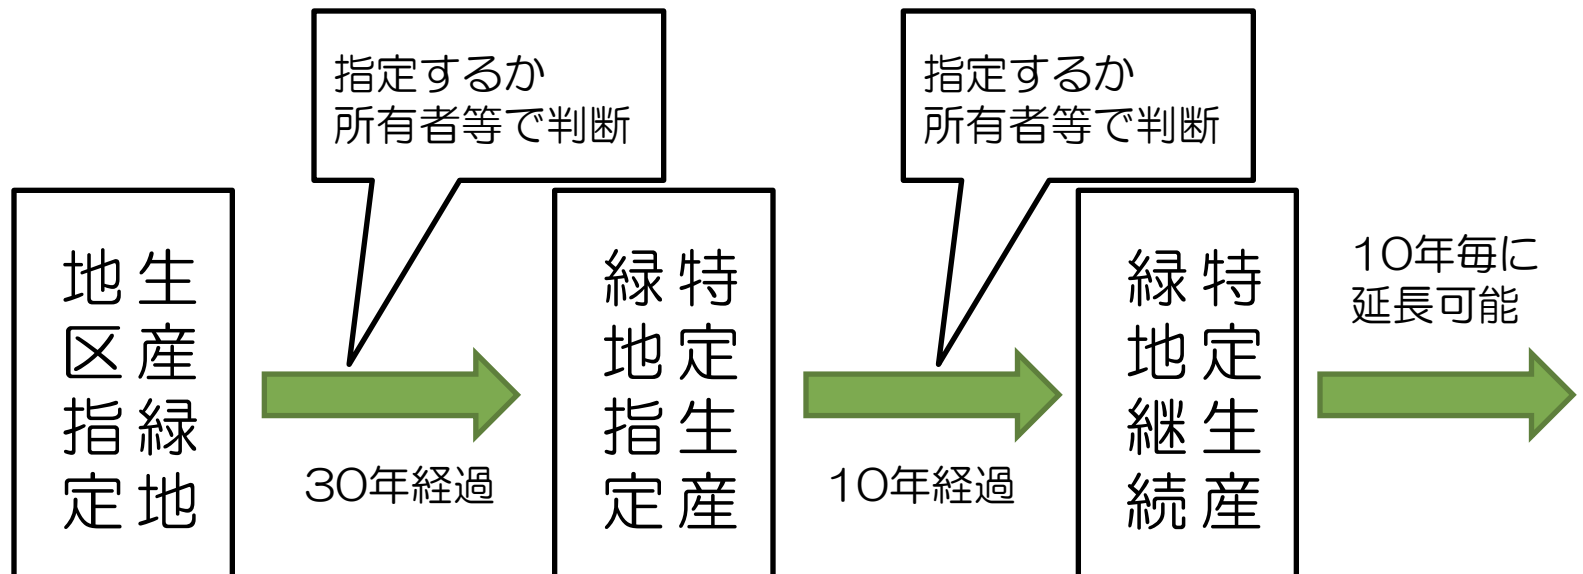 指定するか
所有者等で判断
指定するか
所有者等で判断
生産緑地
地区指定
30年経過
特定生産
緑地指定
10年経過
特定生産
緑地継続
10年毎に
延長可能